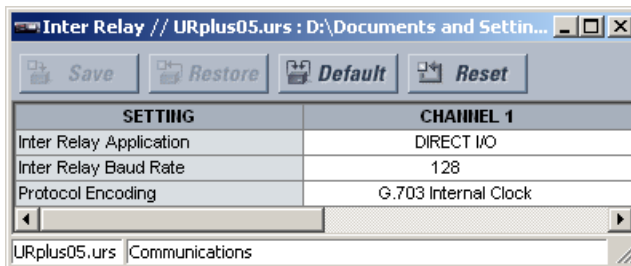 Inter Relay // URplus05.urs : D:\Documents and Settin...
Save Restore Default Reset
SETTING CHANNEL 1
Inter Relay Application DIRECT I/O
Inter Relay Baud Rate 128
Protocol Encoding G.703 Internal Clock
URplus05.urs Communications